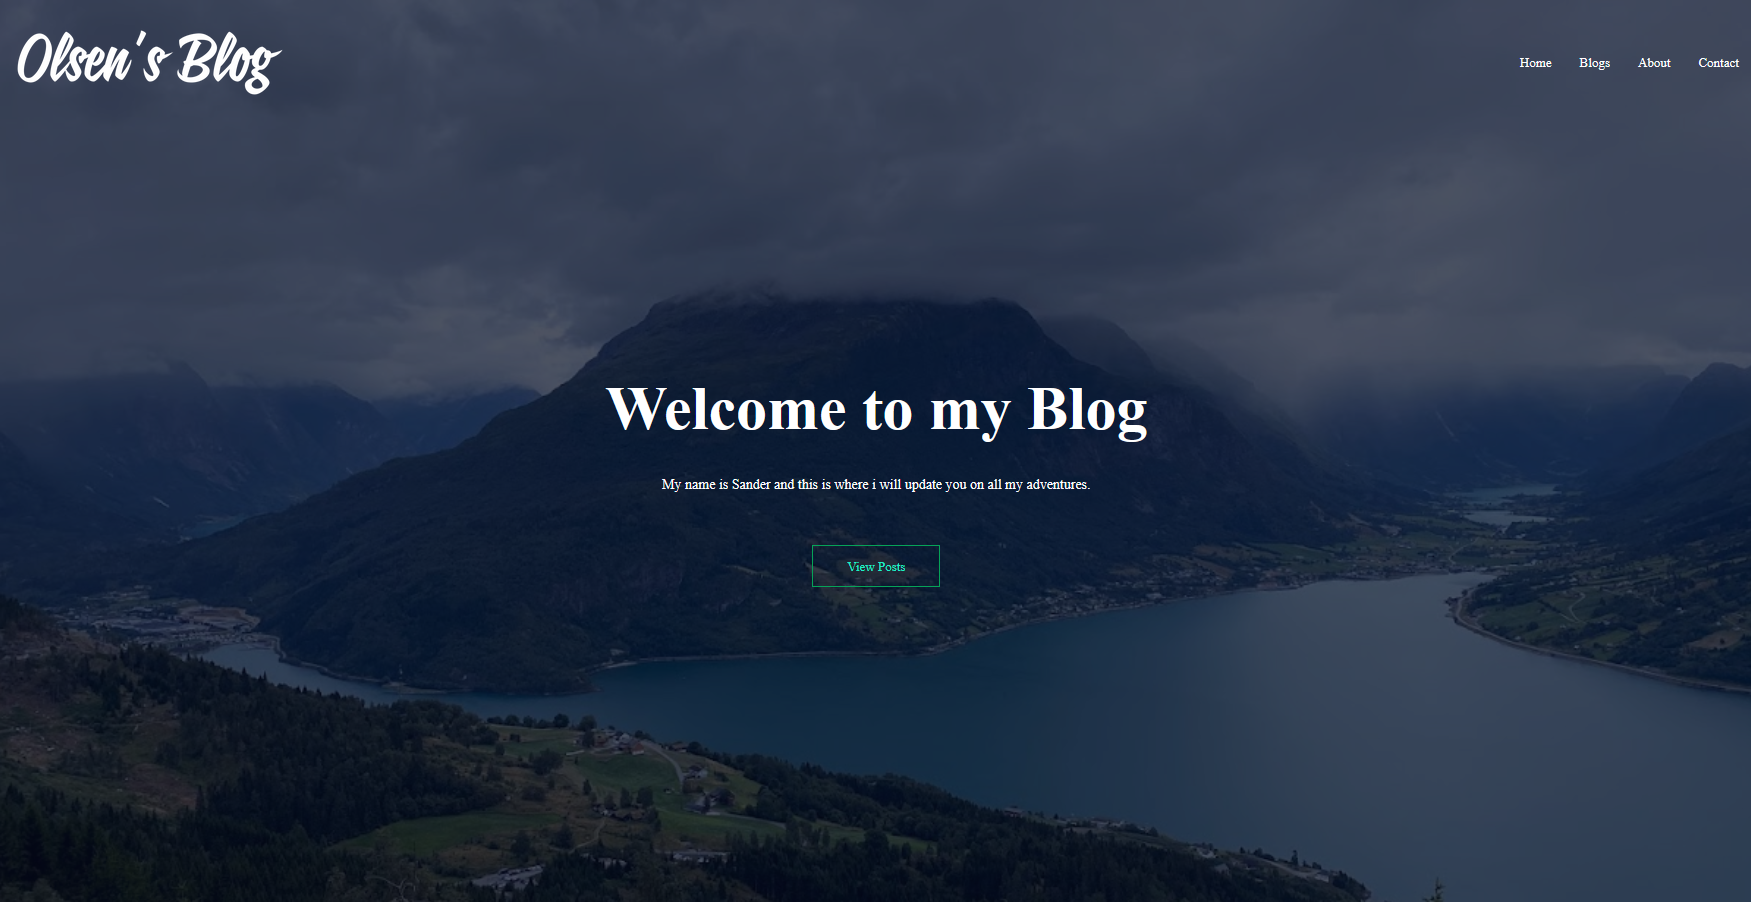 Olsen's Blog
Home Blogs About Contact
Welcome to my Blog
My name is Sander and this is where i will update you on all my adventures.
View Posts